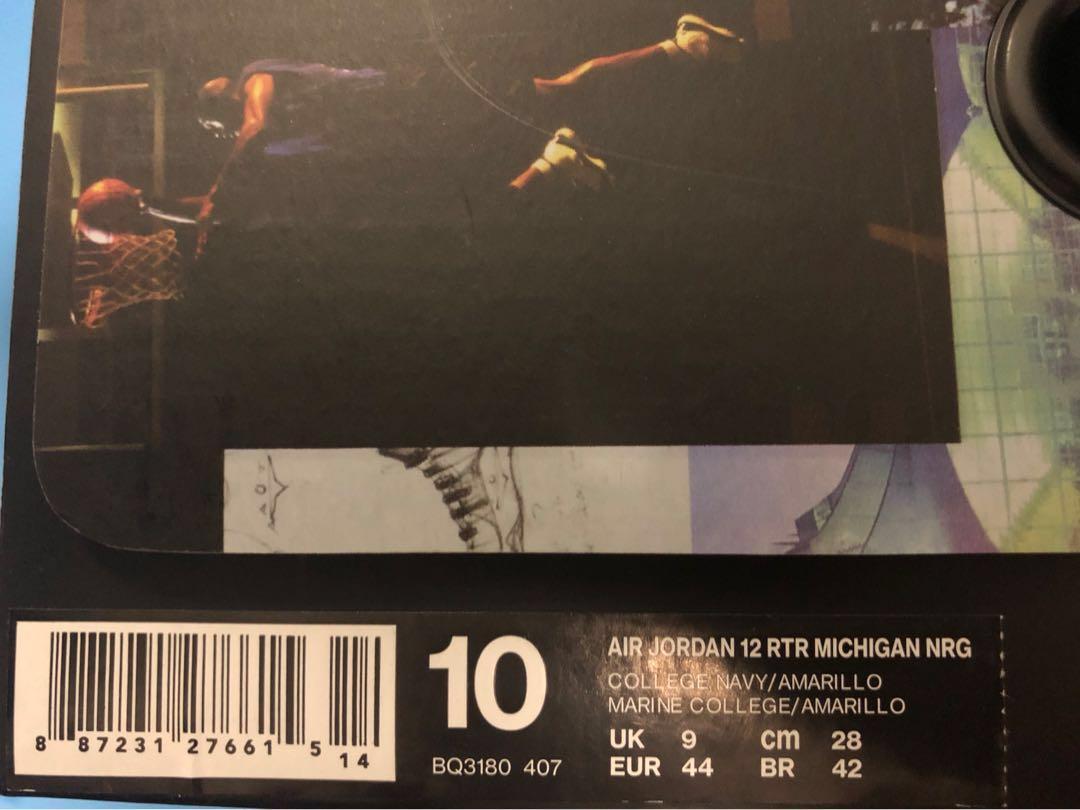 AIR JORDAN 12 RTR MICHIGAN NRG
COLLEGE NAVY/AMARILLO
MARINE COLLEGE/AMARILLO
10
UK 9 cm 28
EUR 44 BR 42
BQ3180 407
8 87231 27661 5 14